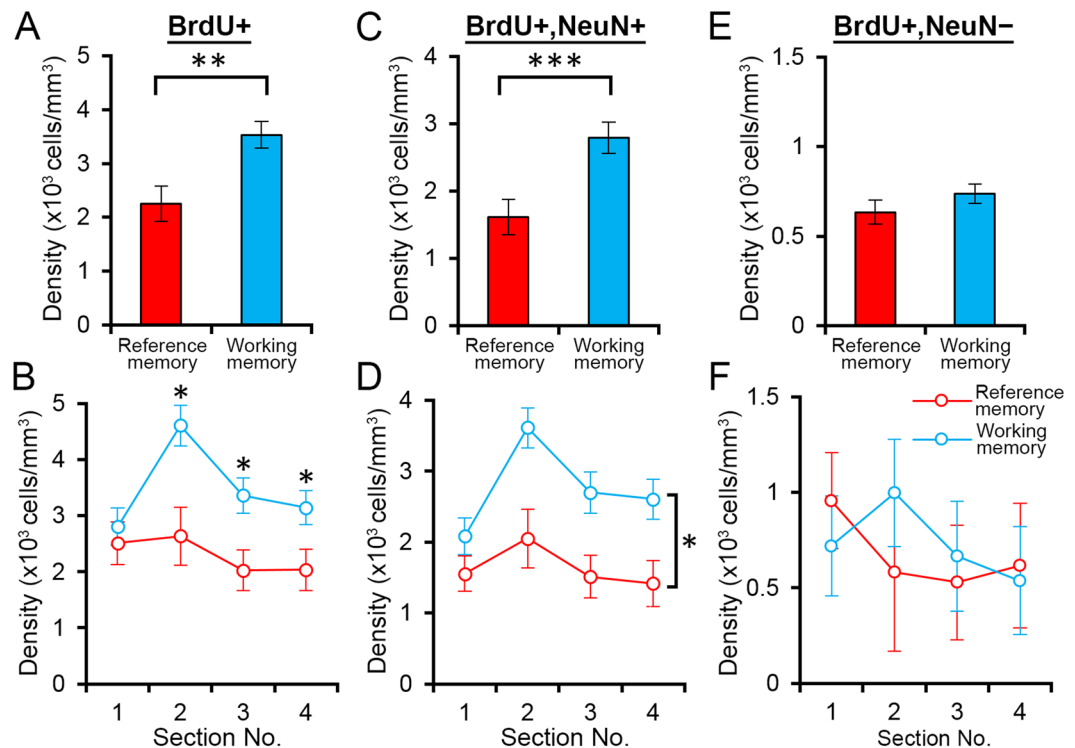 A
BrdU+
Density (x10³ cells/mm³)
5
4
3
2
1
0
**
Reference
memory
Working
memory
C
BrdU+,NeuN+
Density (x10³ cells/mm³)
4
3
2
1
0
***
Reference
memory
Working
memory
E
BrdU+,NeuN−
Density (x10³ cells/mm³)
1.5
1
0.5
0
Reference
memory
Working
memory
B
Density (x10³ cells/mm³)
5
4
3
2
1
0
*
*
*
1 2 3 4
Section No.
D
Density (x10³ cells/mm³)
4
3
2
1
0
*
1 2 3 4
Section No.
F
Density (x10³ cells/mm³)
1.5
1
0.5
0
Reference
memory
Working
memory
1 2 3 4
Section No.